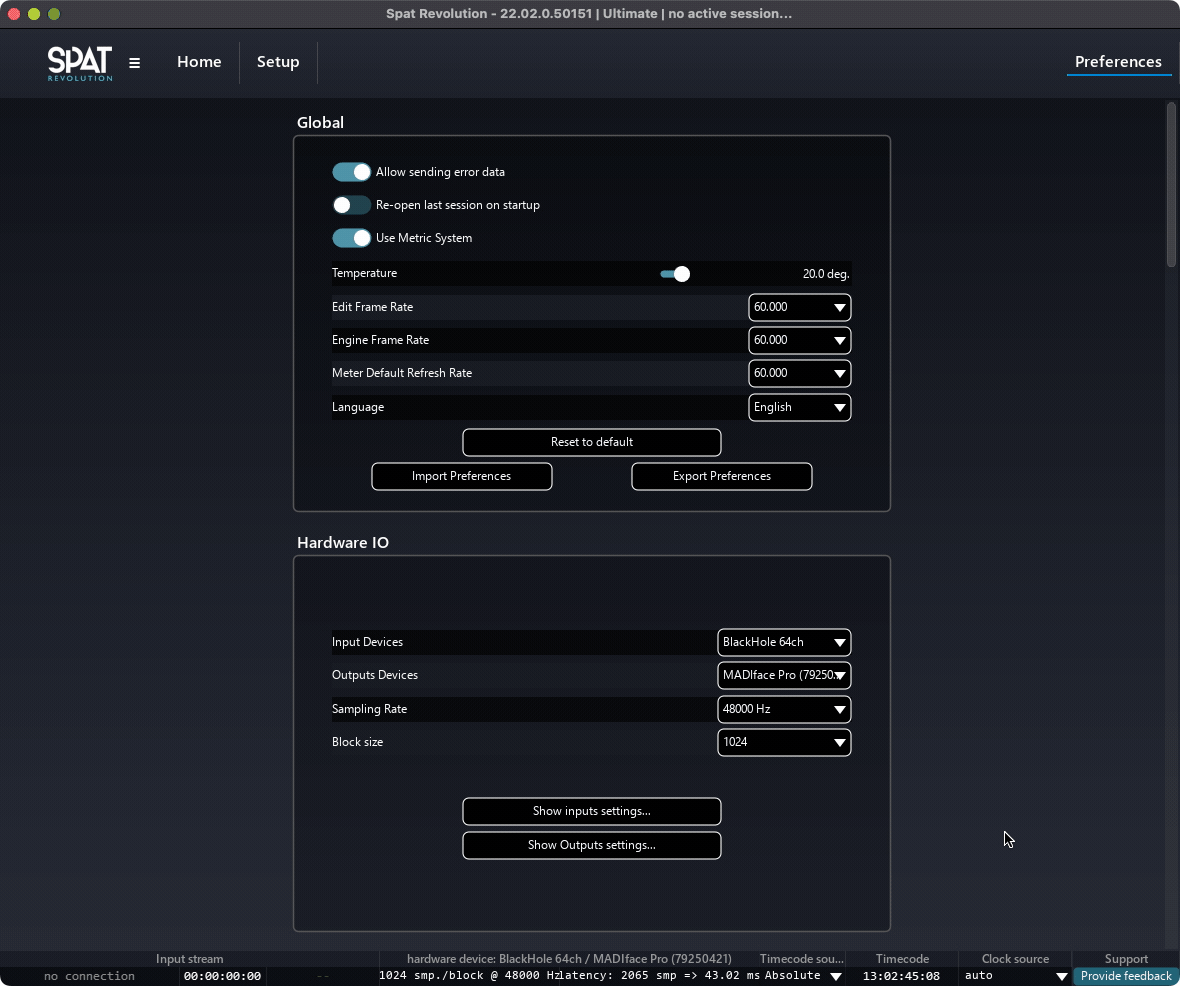 Spat Revolution - 22.02.0.50151 | Ultimate | no active session...
SPAT
REVOLUTION
Home
Setup
Preferences
Global
Allow sending error data
Re-open last session on startup
Use Metric System
Temperature 20.0 deg.
Edit Frame Rate 60.000
Engine Frame Rate 60.000
Meter Default Refresh Rate 60.000
Language English
Reset to default
Import Preferences Export Preferences
Hardware IO
Input Devices BlackHole 64ch
Outputs Devices MADIface Pro (79250...
Sampling Rate 48000 Hz
Block size 1024
Show inputs settings...
Show Outputs settings...
Input stream hardware device: BlackHole 64ch / MADIface Pro (79250421) Timecode sou... Timecode Clock source Support
no connection 00:00:00:00 -- 1024 smp./block @ 48000 Hz latency: 2065 smp => 43.02 ms Absolute 13:02:45:08 auto Provide feedback